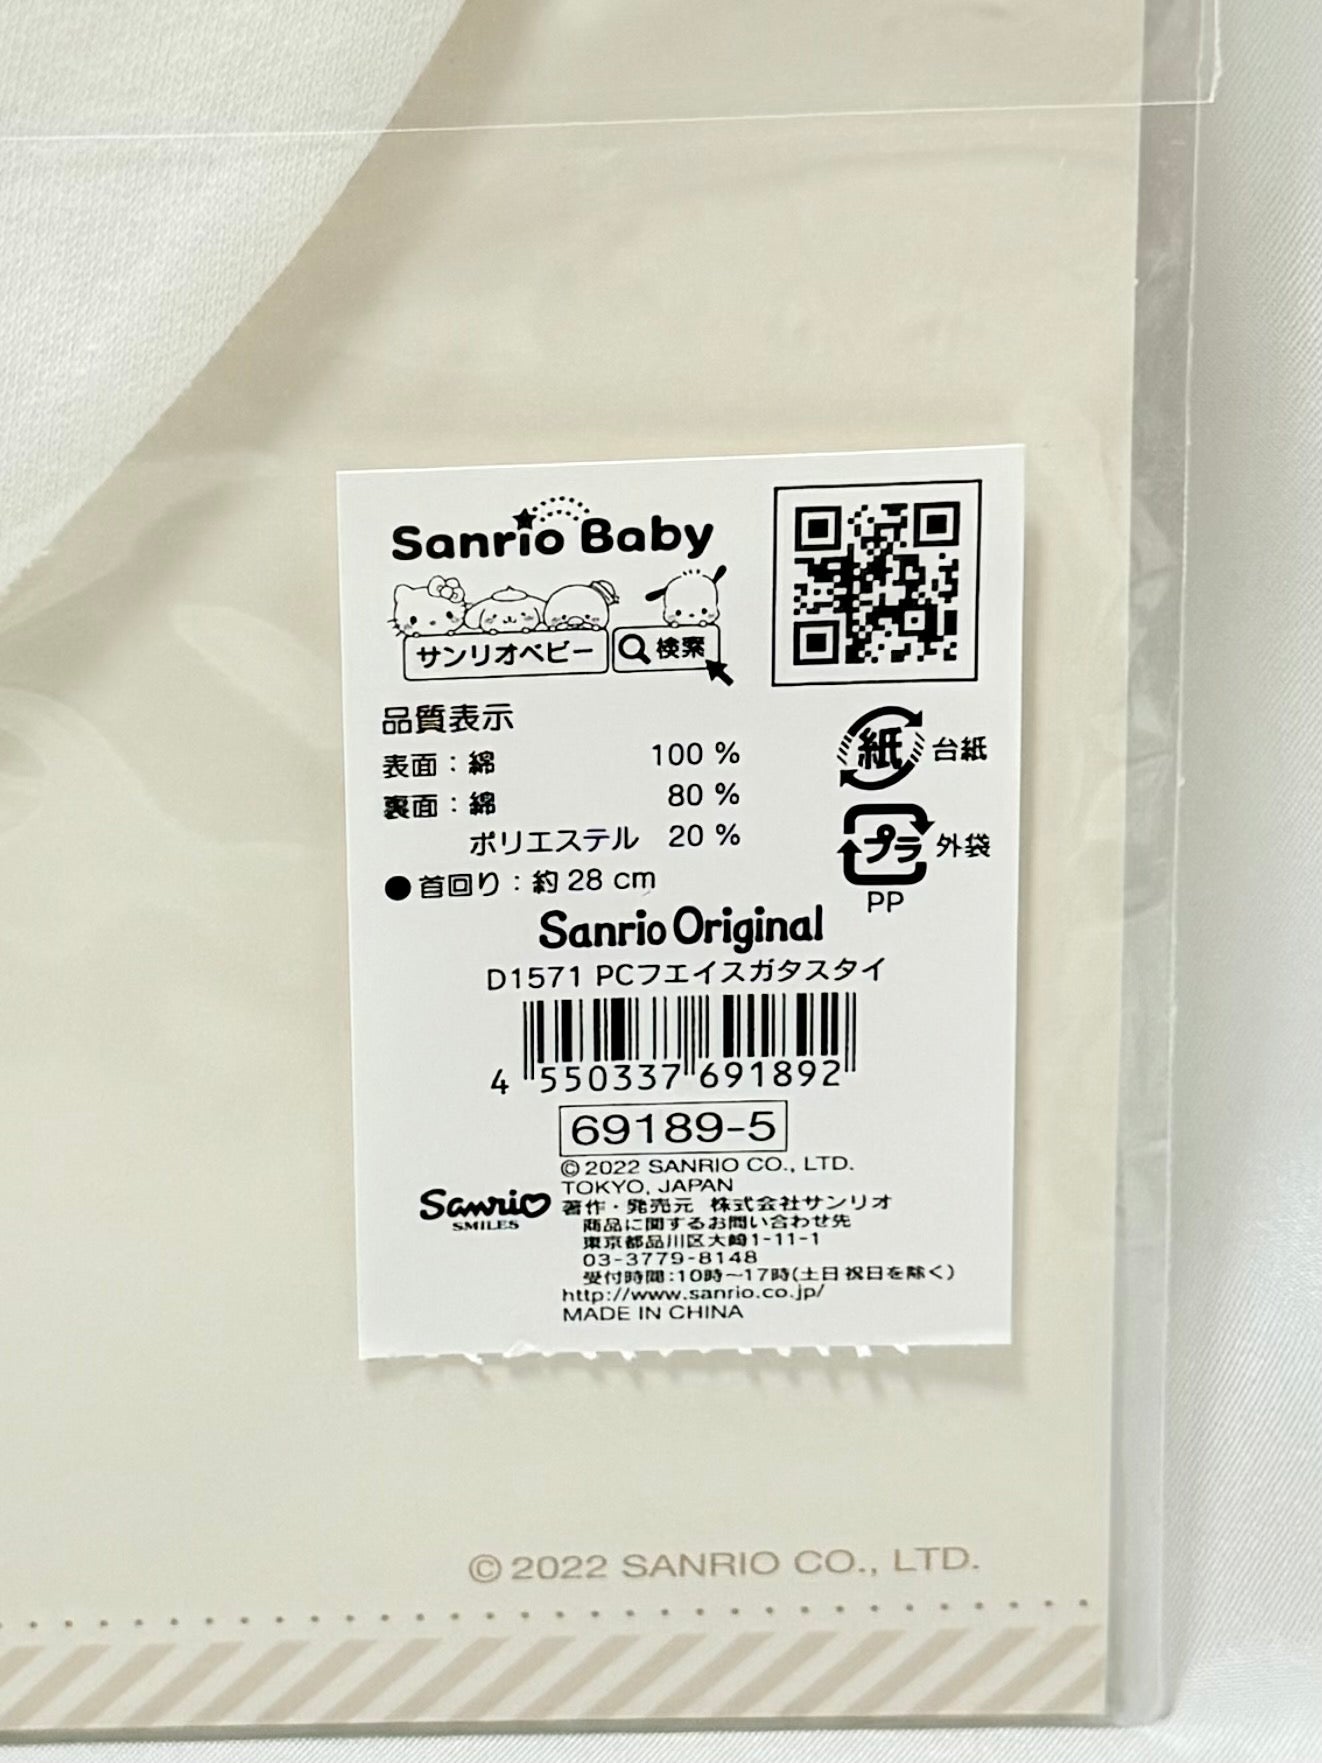 Sanrio Baby
サンリオベビー 検索
品質表示
表面：綿 100 %
裏面：綿 80 %
ポリエステル 20 %
●首回り：約 28 cm
紙 台紙
プラ 外袋
PP
Sanrio Original
D1571 PCフエイスガタスタイ
4 550337 691892
69189-5
© 2022 SANRIO CO., LTD.
TOKYO, JAPAN
Sanrio
SMILES
著作・発売元 株式会社サンリオ
商品に関するお問い合わせ先
東京都品川区大崎1-11-1
03-3779-8148
受付時間：10時〜17時(土日祝日を除く)
http://www.sanrio.co.jp/
MADE IN CHINA
© 2022 SANRIO CO., LTD.